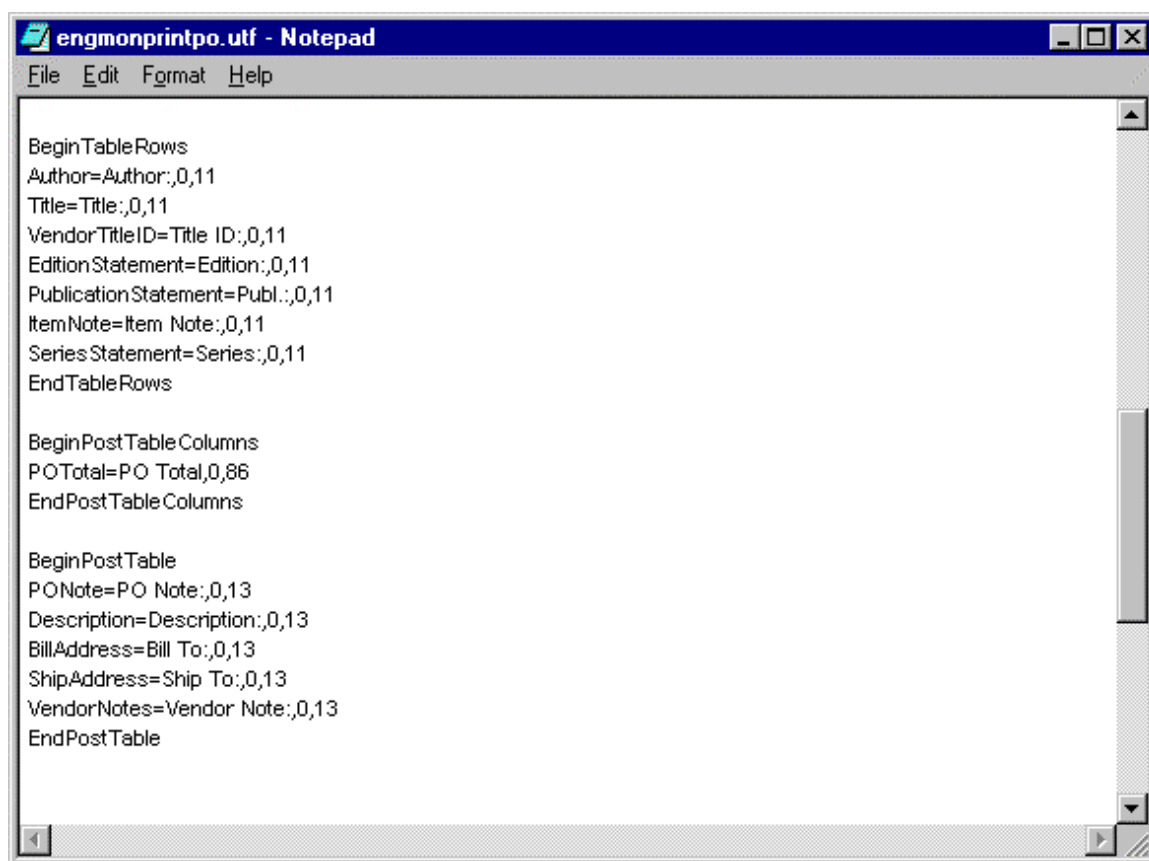 engmonprintpo.utf - Notepad
File Edit Format Help
BeginTableRows
Author=Author:,0,11
Title=Title:,0,11
VendorTitleID=Title ID:,0,11
EditionStatement=Edition:,0,11
PublicationStatement=Publ.:,0,11
ItemNote=Item Note:,0,11
SeriesStatement=Series:,0,11
EndTableRows
BeginPostTableColumns
POTotal=PO Total,0,86
EndPostTableColumns
BeginPostTable
PONote=PO Note:,0,13
Description=Description:,0,13
BillAddress=Bill To:,0,13
ShipAddress=Ship To:,0,13
VendorNotes=Vendor Note:,0,13
EndPostTable